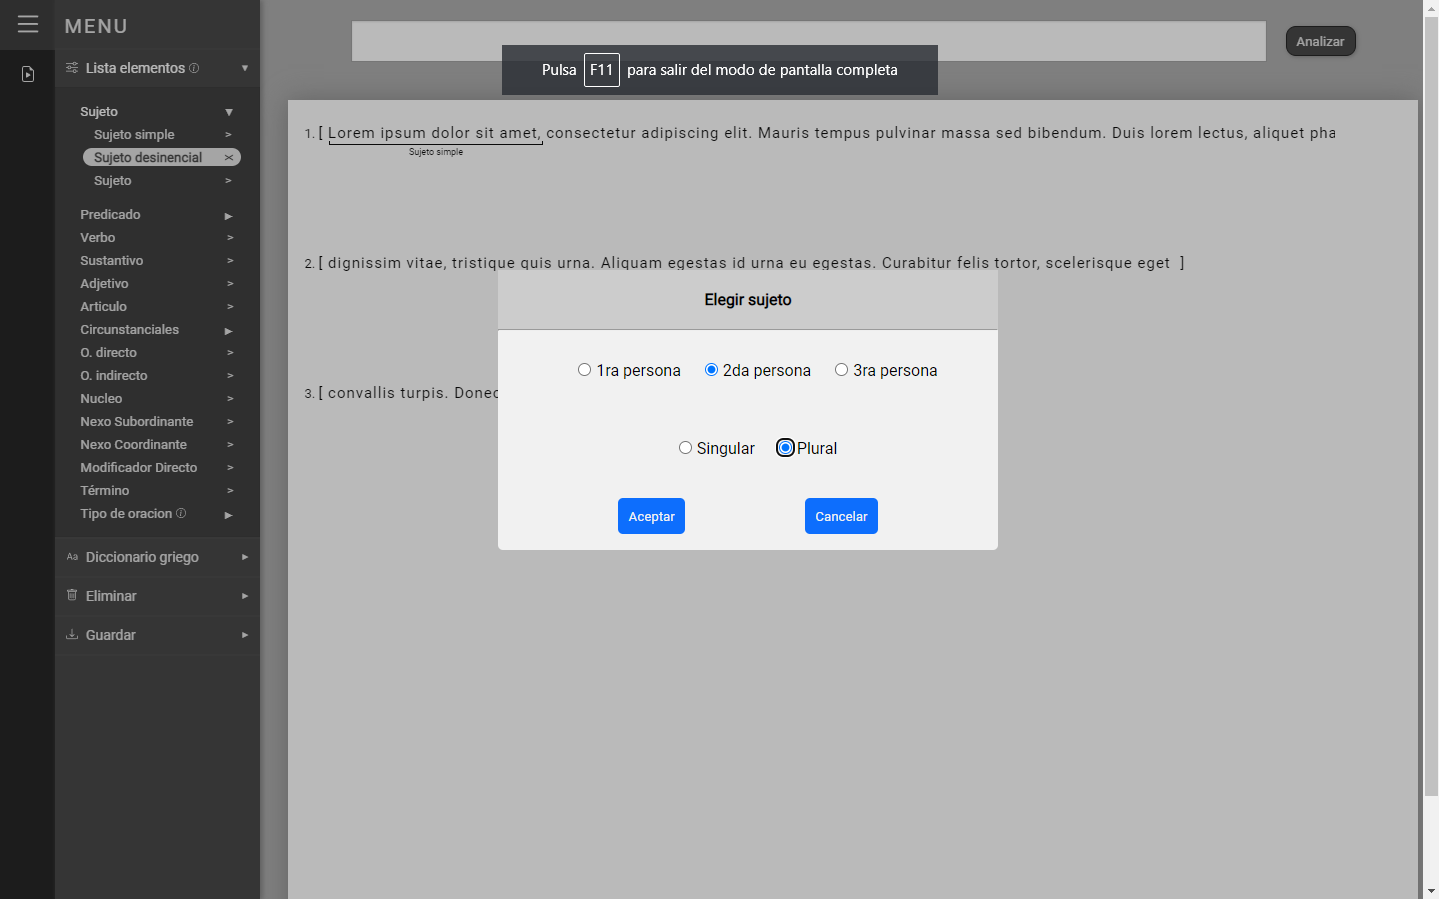 MENU
Lista elementos
Sujeto
Sujeto simple
Sujeto desinencial
Sujeto
Predicado
Verbo
Sustantivo
Adjetivo
Articulo
Circunstanciales
O. directo
O. indirecto
Nucleo
Nexo Subordinante
Nexo Coordinante
Modificador Directo
Término
Tipo de oracion
Aa Diccionario griego
Eliminar
Guardar
Analizar
Pulsa F11 para salir del modo de pantalla completa
1. [ Lorem ipsum dolor sit amet, consectetur adipiscing elit. Mauris tempus pulvinar massa sed bibendum. Duis lorem lectus, aliquet pha
Sujeto simple
2. [ dignissim vitae, tristique quis urna. Aliquam egestas id urna eu egestas. Curabitur felis tortor, scelerisque eget ]
3. [ convallis turpis. Donec
Elegir sujeto
1ra persona 2da persona 3ra persona
Singular Plural
Aceptar Cancelar